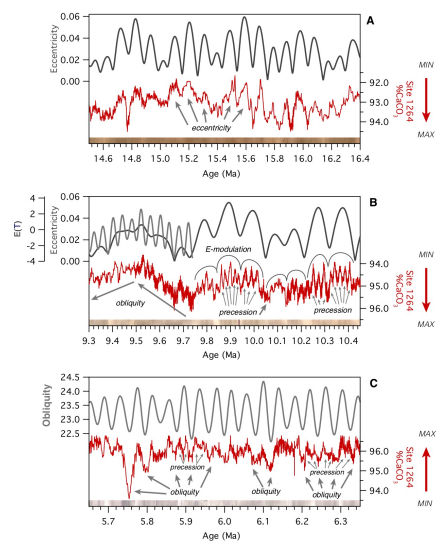 0.06
0.04
0.02
0.00
Eccentricity
A
92.0
93.0
94.0
Site 1264
%CaCO3
MIN
MAX
eccentricity
14.6 14.8 15.0 15.2 15.4 15.6 15.8 16.0 16.2 16.4
Age (Ma)
4
2
0
-2
-4
E(T)
0.06
0.04
0.02
0.00
Eccentricity
B
E-modulation
94.0
95.0
96.0
Site 1264
%CaCO3
MIN
MAX
obliquity
precession
precession
9.3 9.4 9.5 9.6 9.7 9.8 9.9 10.0 10.1 10.2 10.3 10.4
Age (Ma)
24.5
24.0
23.5
23.0
22.5
Obliquity
C
96.0
95.0
94.0
Site 1264
%CaCO3
MAX
MIN
precession
obliquity
obliquity
precession
obliquity
5.7 5.8 5.9 6.0 6.1 6.2 6.3
Age (Ma)